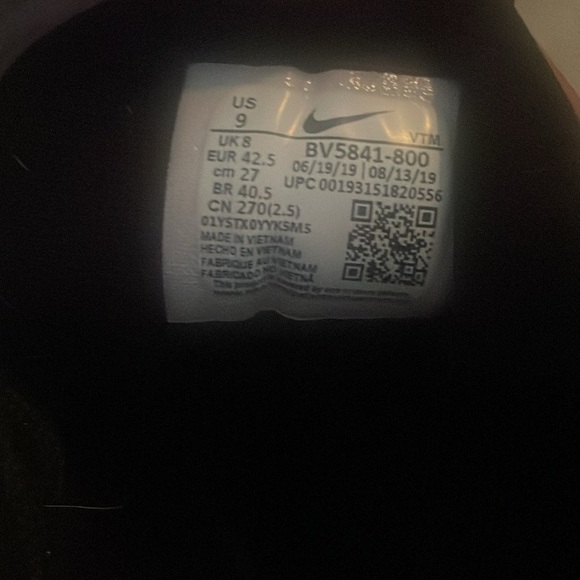 US
9
VTM
UK 8
BV5841-800
EUR 42.5
06/19/19 | 08/13/19
cm 27
UPC 00193151820556
BR 40.5
CN 270(2.5)
MADE IN VIETNAM
HECHO EN VIETNAM
FABRIQUE AU VIETNAM
FABRICADO NO VIETNÃ
This